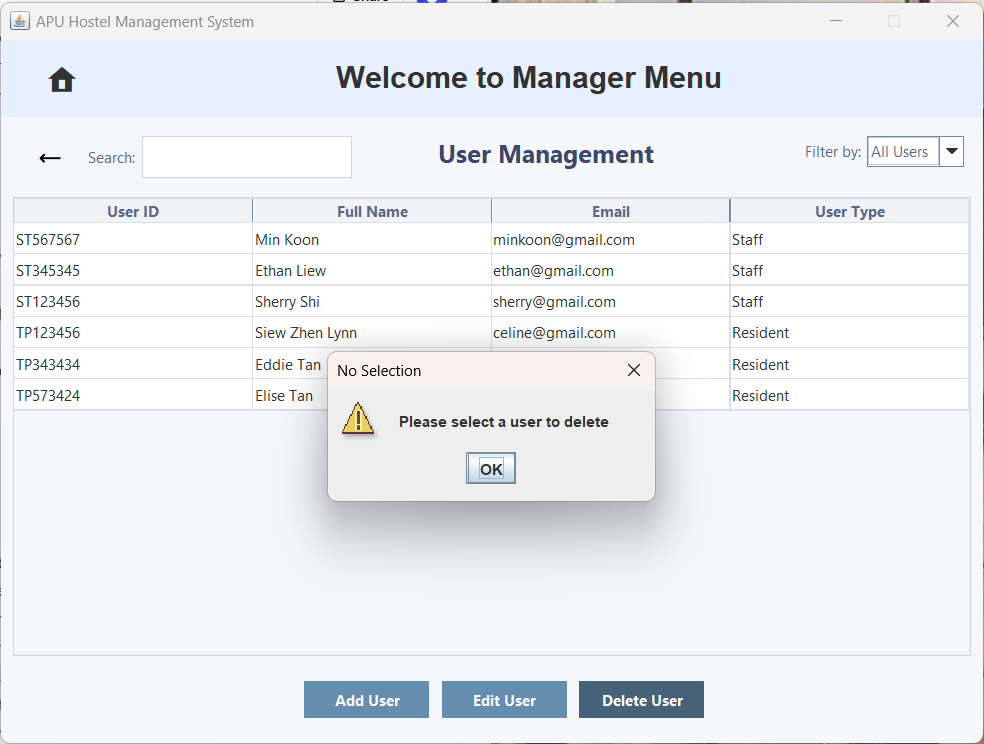 APU Hostel Management System
Welcome to Manager Menu
Search:
User Management
Filter by: All Users
User ID Full Name Email User Type
ST567567 Min Koon minkoon@gmail.com Staff
ST345345 Ethan Liew ethan@gmail.com Staff
ST123456 Sherry Shi sherry@gmail.com Staff
TP123456 Siew Zhen Lynn celine@gmail.com Resident
TP343434 Eddie Tan Resident
TP573424 Elise Tan Resident
No Selection
Please select a user to delete
OK
Add User Edit User Delete User